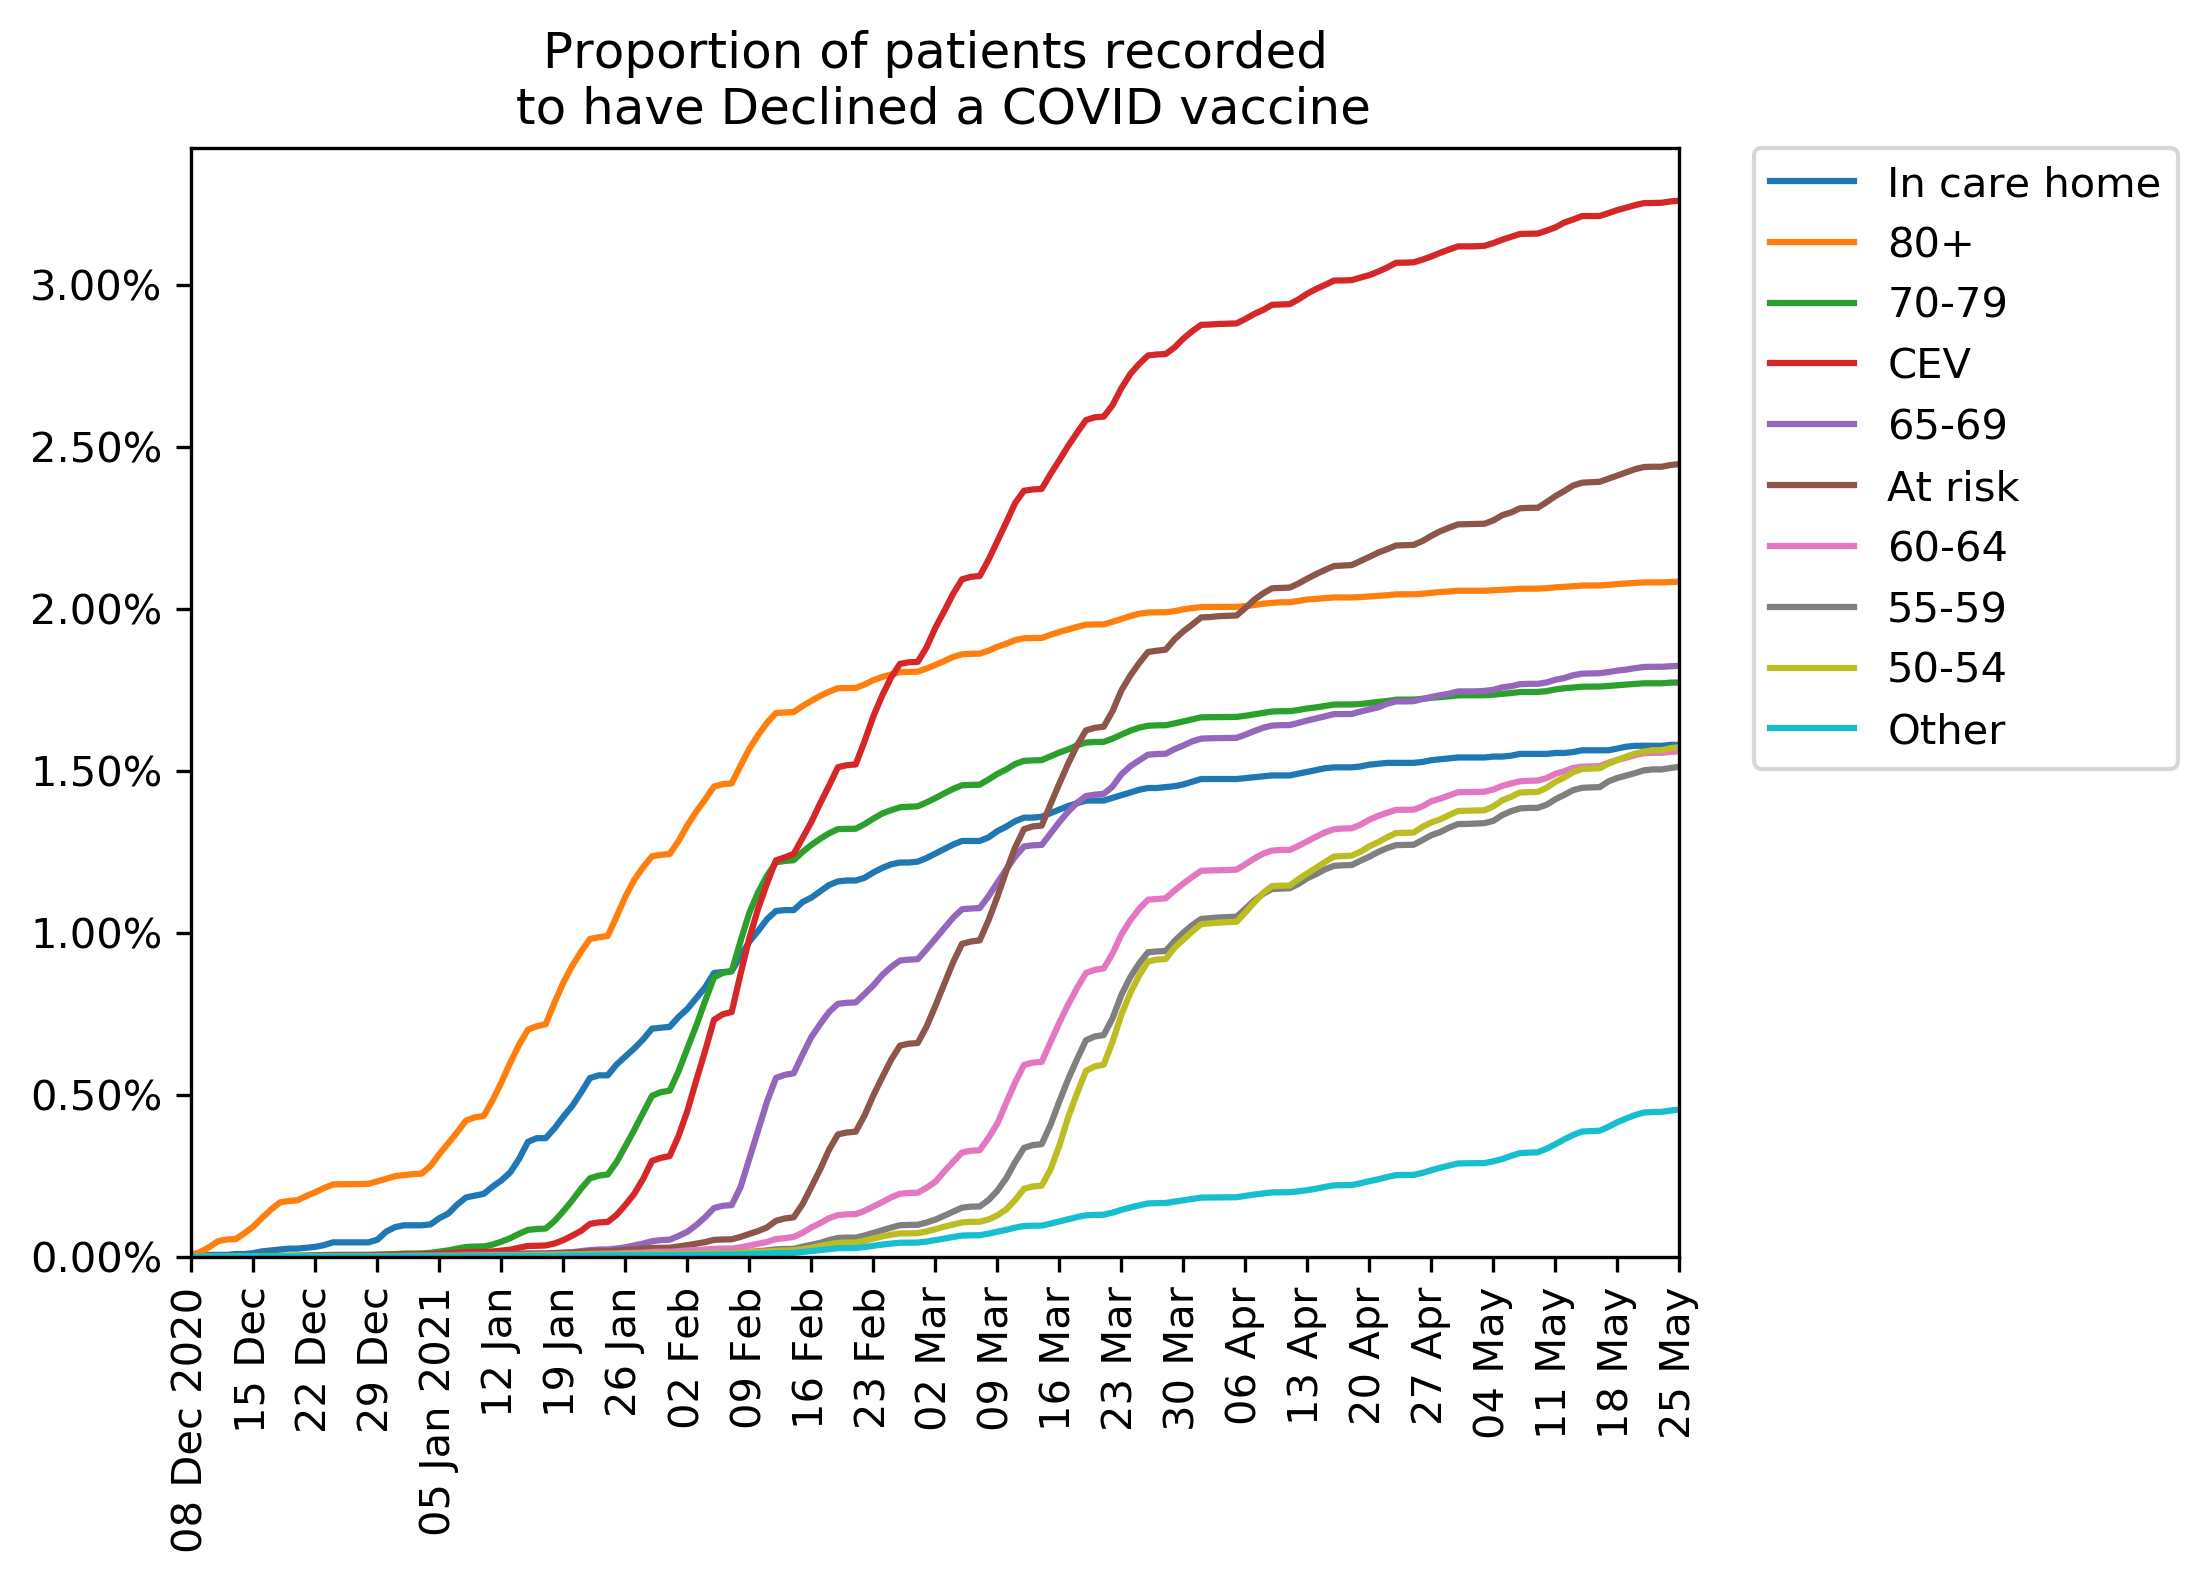 Proportion of patients recorded
to have Declined a COVID vaccine
3.00%
2.50%
2.00%
1.50%
1.00%
0.50%
0.00%
08 Dec 2020
15 Dec
22 Dec
29 Dec
05 Jan 2021
12 Jan
19 Jan
26 Jan
02 Feb
09 Feb
16 Feb
23 Feb
02 Mar
09 Mar
16 Mar
23 Mar
30 Mar
06 Apr
13 Apr
20 Apr
27 Apr
04 May
11 May
18 May
25 May
In care home
80+
70-79
CEV
65-69
At risk
60-64
55-59
50-54
Other